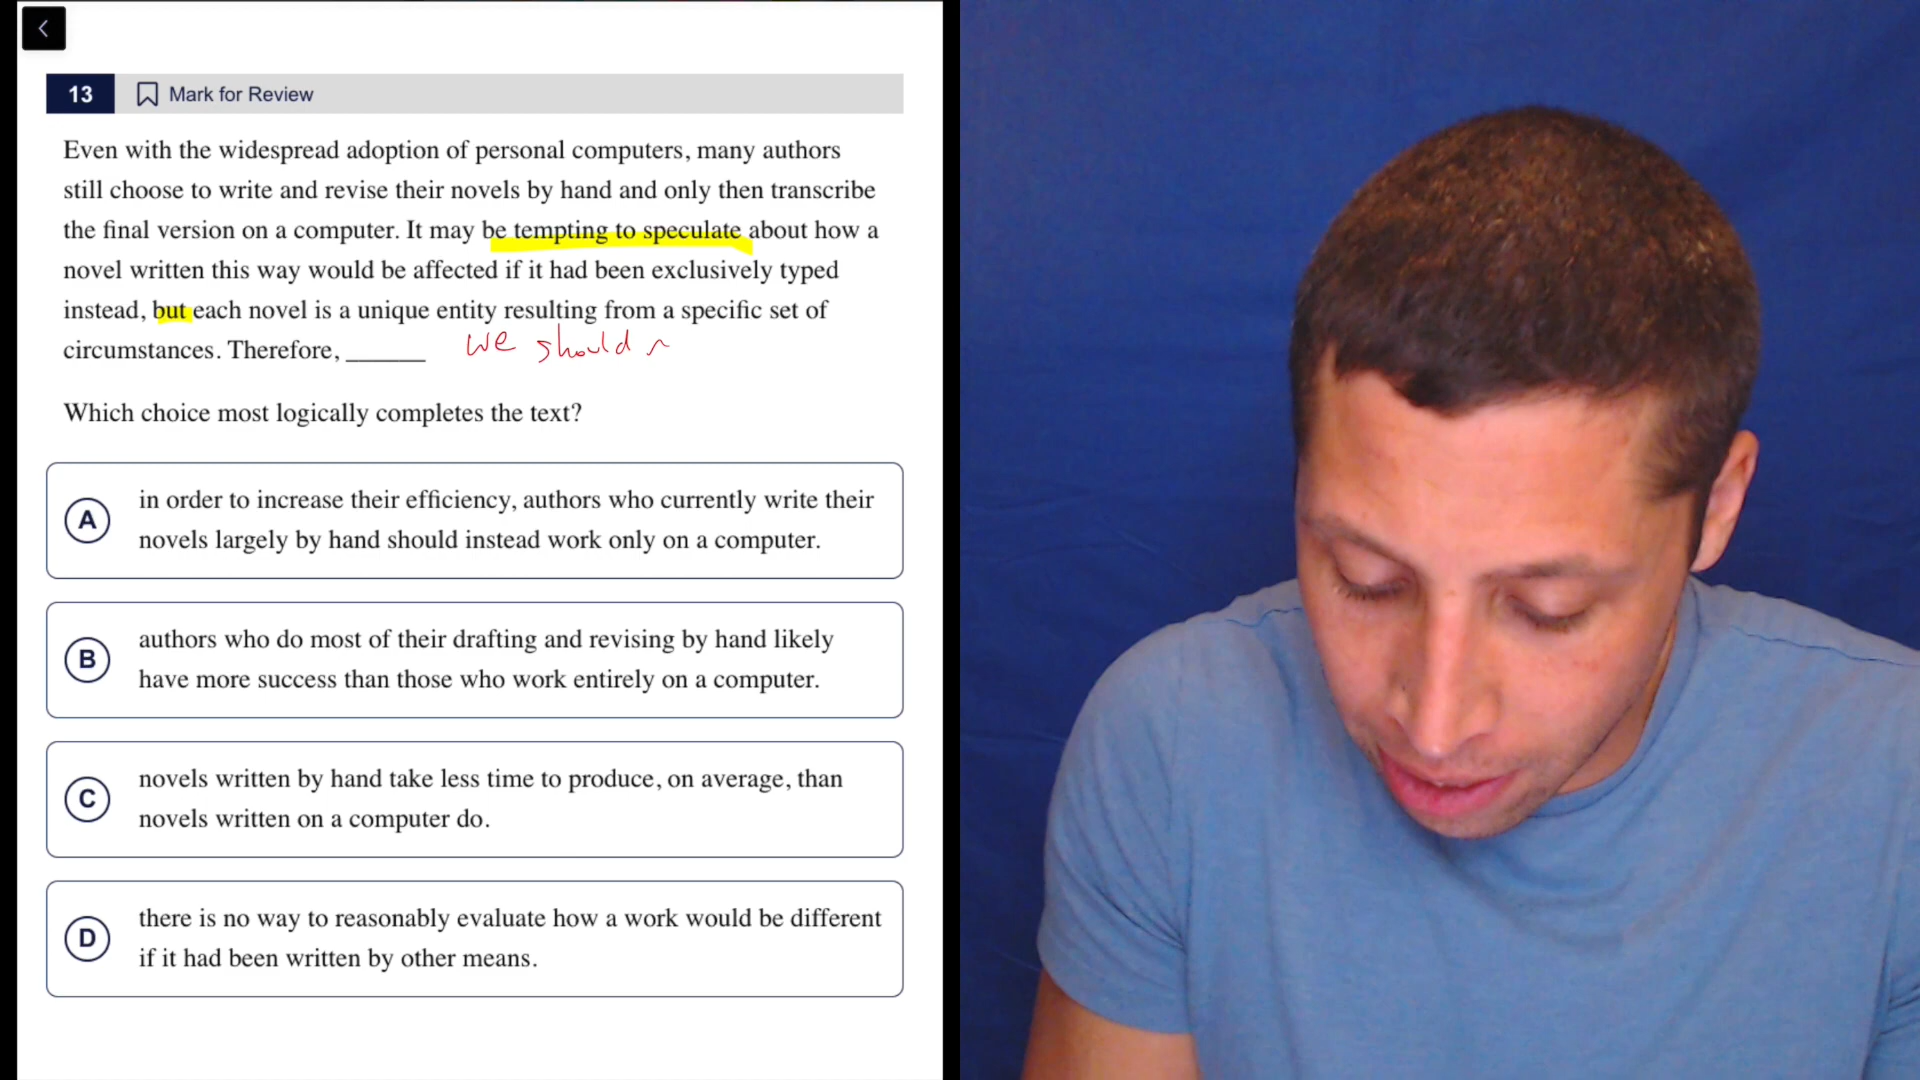 13 Mark for Review
Even with the widespread adoption of personal computers, many authors
still choose to write and revise their novels by hand and only then transcribe
the final version on a computer. It may be tempting to speculate about how a
novel written this way would be affected if it had been exclusively typed
instead, but each novel is a unique entity resulting from a specific set of
circumstances. Therefore, ______ we should n
Which choice most logically completes the text?
A in order to increase their efficiency, authors who currently write their
novels largely by hand should instead work only on a computer.
B authors who do most of their drafting and revising by hand likely
have more success than those who work entirely on a computer.
C novels written by hand take less time to produce, on average, than
novels written on a computer do.
D there is no way to reasonably evaluate how a work would be different
if it had been written by other means.